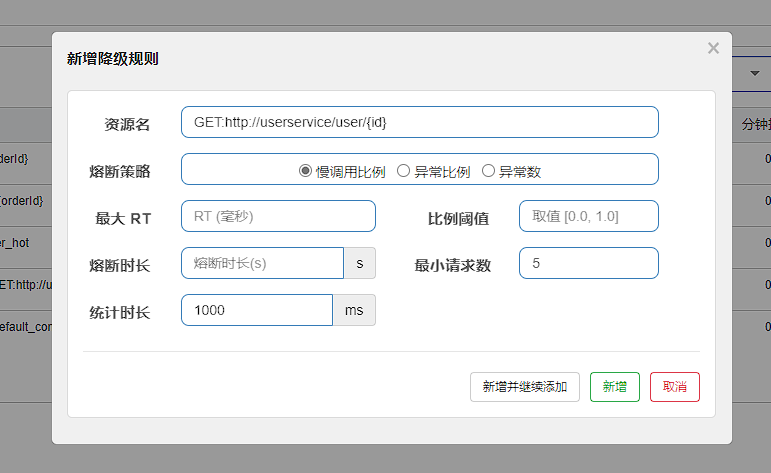 新增降级规则
×
资源名 GET:http://userservice/user/{id}
熔断策略 慢调用比例 异常比例 异常数
最大 RT RT (毫秒) 比例阈值 取值 [0.0, 1.0]
熔断时长 熔断时长(s) s 最小请求数 5
统计时长 1000 ms
新增并继续添加 新增 取消
分钟
derId}
0
{orderId}
0
er_hot
0
ET:http://u
0
efault_con
0